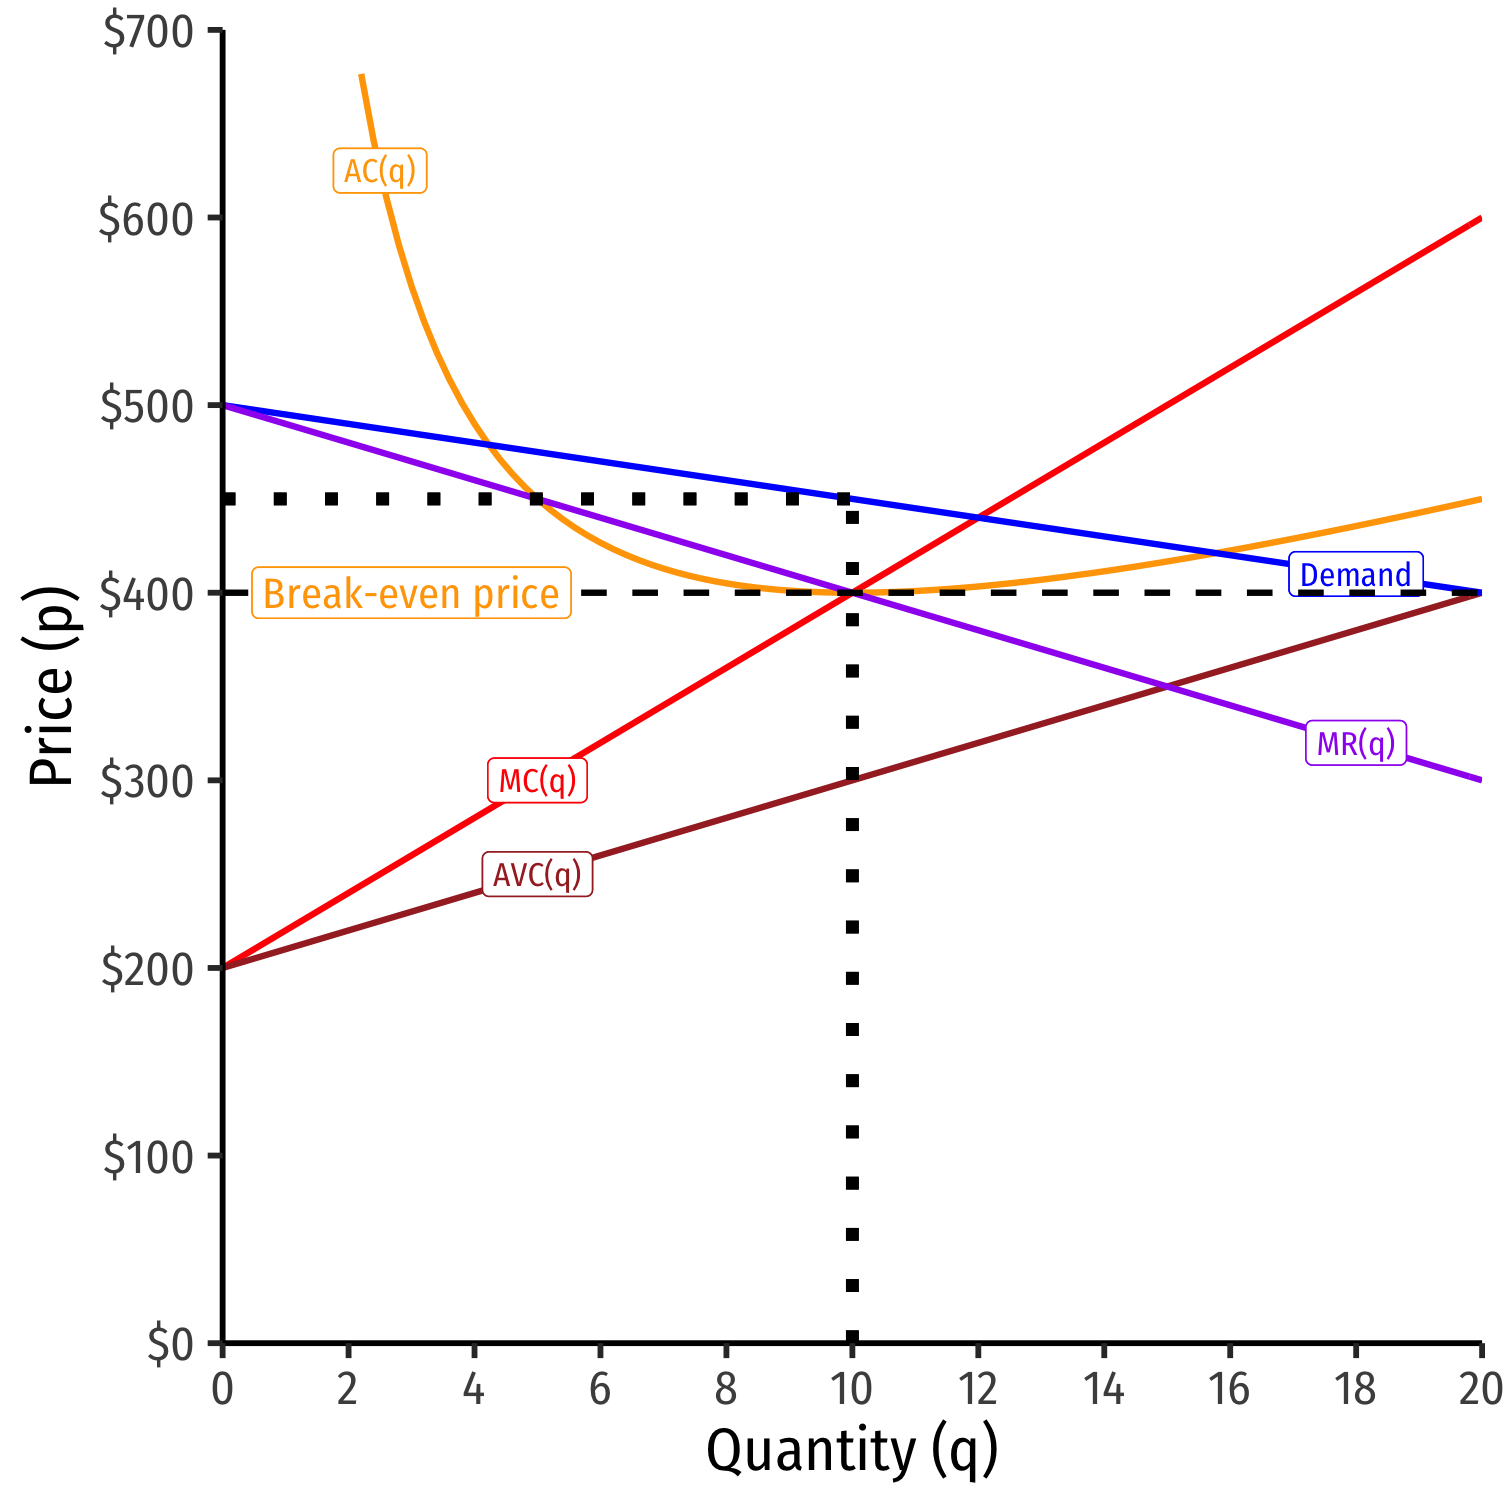 $700
AC(q)
$600
$500
$400
Break-even price
Demand
Price (p)
MR(q)
$300
MC(q)
AVC(q)
$200
$100
$0
0 2 4 6 8 10 12 14 16 18 20
Quantity (q)